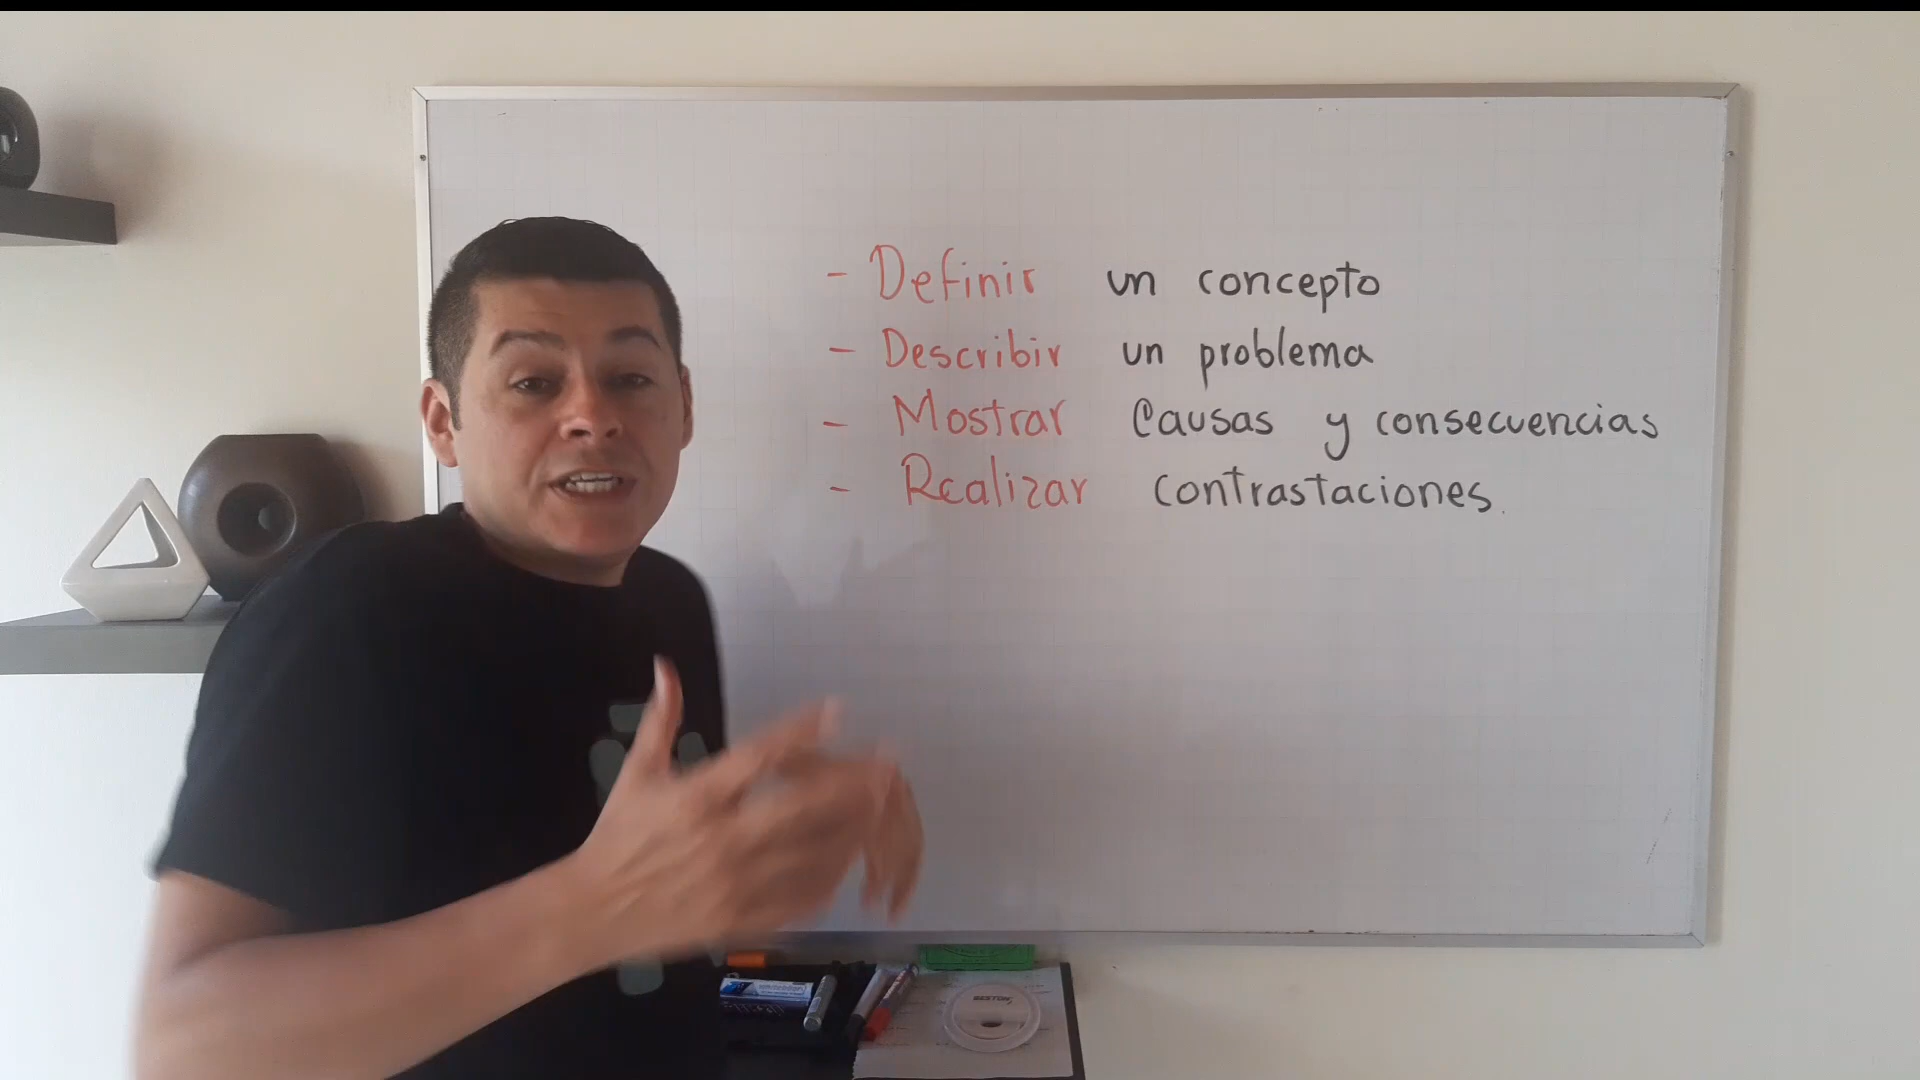 - Definir un concepto
- Describir un problema
- Mostrar Causas y consecuencias
- Realizar contrastaciones.